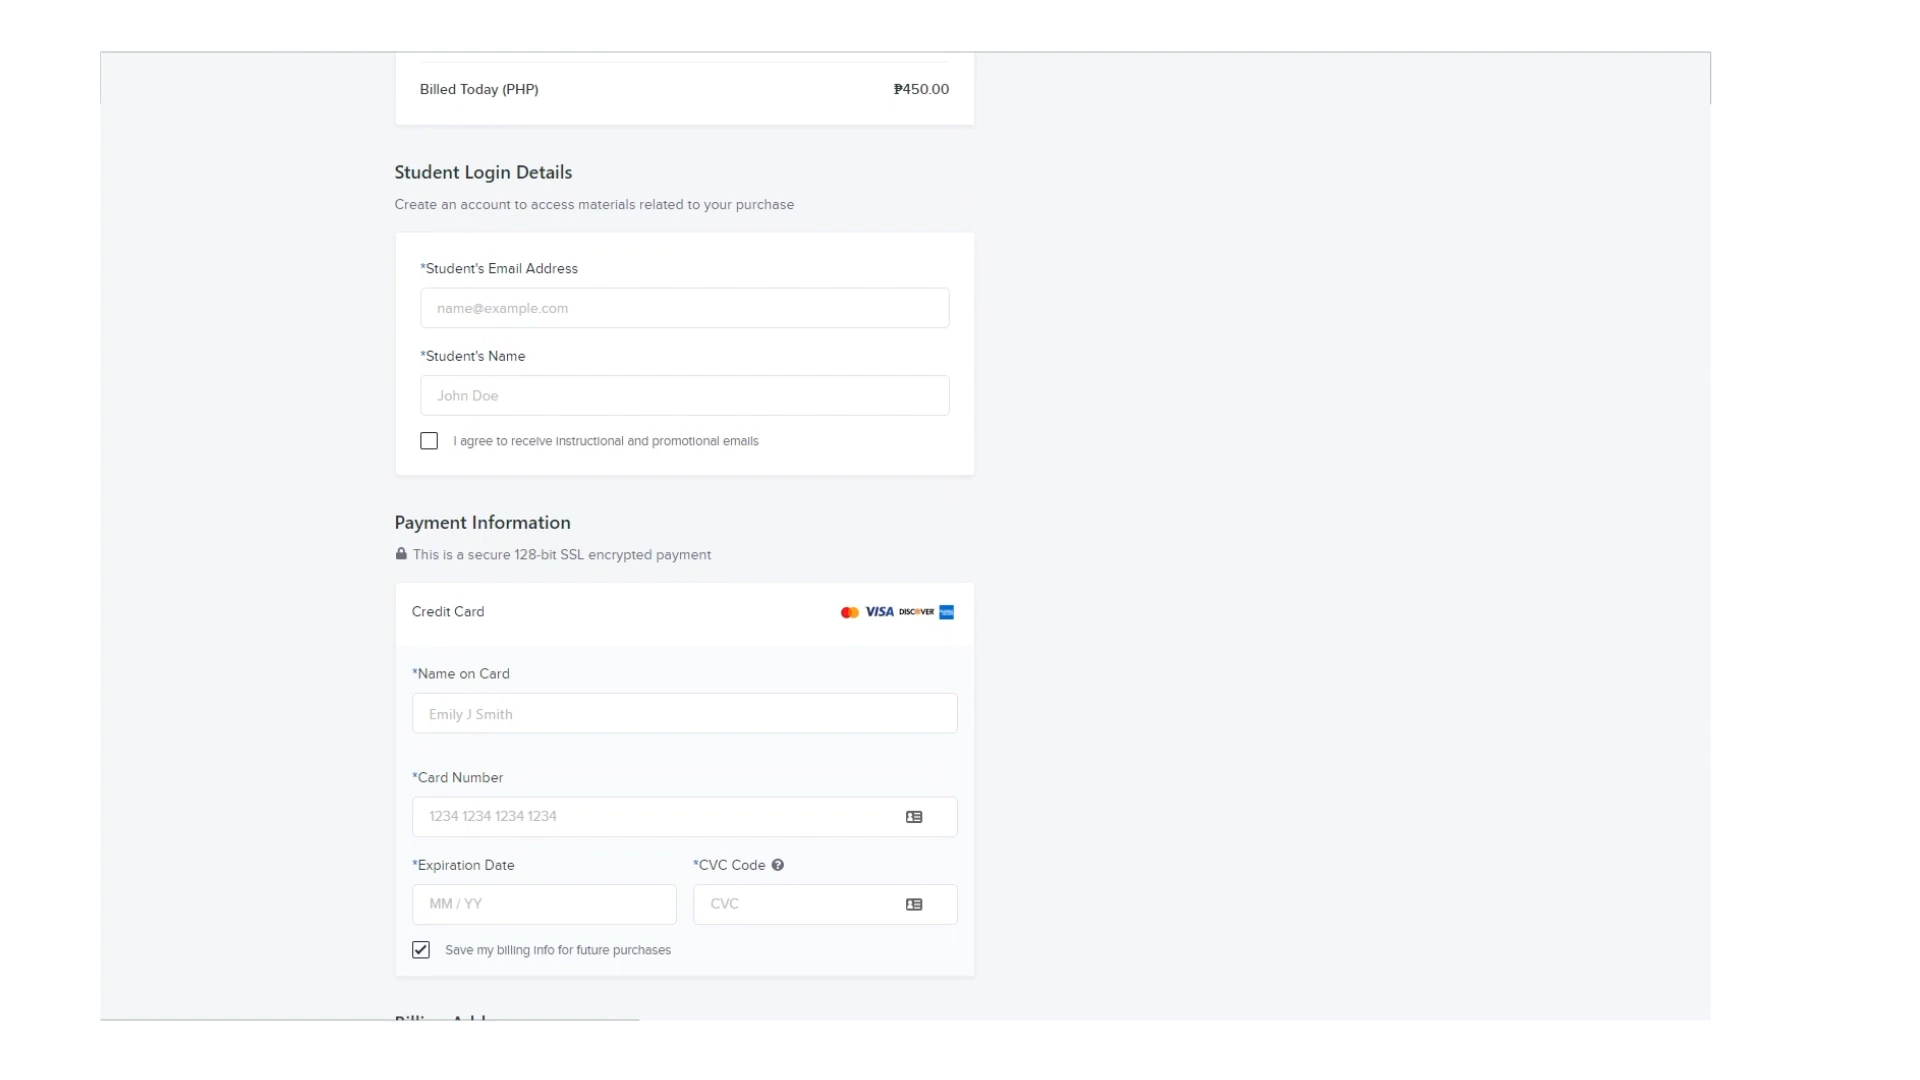 Billed Today (PHP) ₱450.00
Student Login Details
Create an account to access materials related to your purchase
*Student's Email Address
name@example.com
*Student's Name
John Doe
I agree to receive instructional and promotional emails
Payment Information
This is a secure 128-bit SSL encrypted payment
Credit Card VISA DISCOVER
*Name on Card
Emily J Smith
*Card Number
1234 1234 1234 1234
*Expiration Date *CVC Code
MM / YY CVC
Save my billing info for future purchases